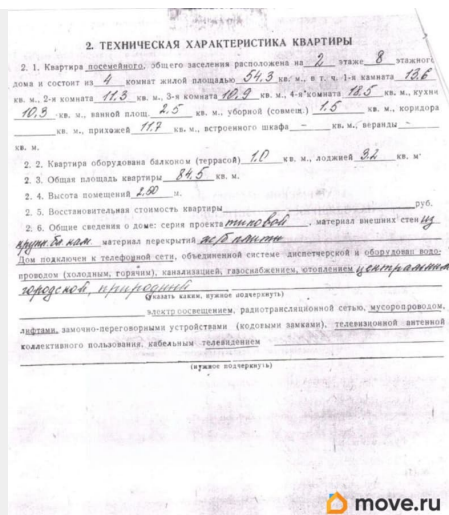 2. ТЕХНИЧЕСКАЯ ХАРАКТЕРИСТИКА КВАРТИРЫ
2. 1. Квартира посемейного, общего заселения расположена на 2 этаже 8 этажного
дома и состоит из 4 комнат жилой площадью 54,3 кв. м., в т. ч. 1-я камната 13,6
кв. м., 2-я комната 11,3 кв. м., 3-я комната 10,9 кв. м., 4-я комната 18,5 кв. м., кухни
10,3 кв. м., ванной площ. 2,5 кв. м., уборной (совмещ.) 1,5 кв. м., коридора
кв. м., прихожей 11,7 кв. м., встроенного шкафа – кв. м., веранды –
кв. м.
2. 2. Квартира оборудована балконом (террасой) 1,0 кв. м., лоджией 3,2 кв. м.
2. 3. Общая площадь квартиры 84,5 кв. м.
2. 4. Высота помещений 2.80 м.
2. 5. Восстановительная стоимость квартиры руб.
2. 6. Общие сведения о доме: серия проекта типовой, материал внешних стен из
материал перекрытий ж/б плиты
Дом подключен к телефонной сети, объединенной системе диспетчерской и оборудован водо-
проводом (холодным, горячим), канализацией, газоснабжением, отоплением центральным
городской, природный
(указать каким, нужное подчеркнуть)
электроосвещением, радиотрансляционной сетью, мусоропроводом,
лифтами, замочно-переговорными устройствами (кодовыми замками), телевизионной антенной
коллективного пользования, кабельным телевидением
(нужное подчеркнуть)
move.ru